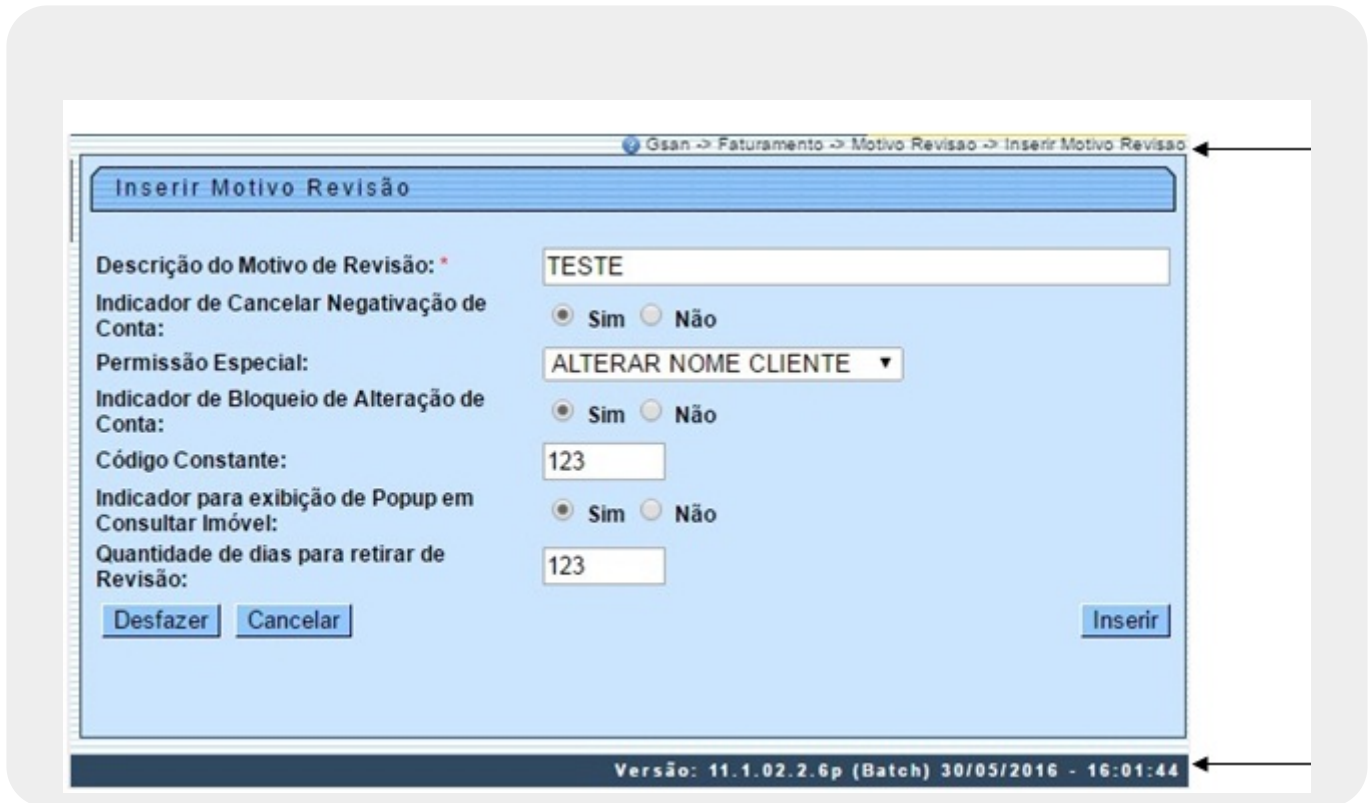 Gsan -> Faturamento -> Motivo Revisao -> Inserir Motivo Revisao
Inserir Motivo Revisão
Descrição do Motivo de Revisão: *
TESTE
Indicador de Cancelar Negativação de
Conta:
Sim Não
Permissão Especial:
ALTERAR NOME CLIENTE
Indicador de Bloqueio de Alteração de
Conta:
Sim Não
Código Constante:
123
Indicador para exibição de Popup em
Consultar Imóvel:
Sim Não
Quantidade de dias para retirar de
Revisão:
123
Desfazer Cancelar Inserir
Versão: 11.1.02.2.6p (Batch) 30/05/2016 - 16:01:44